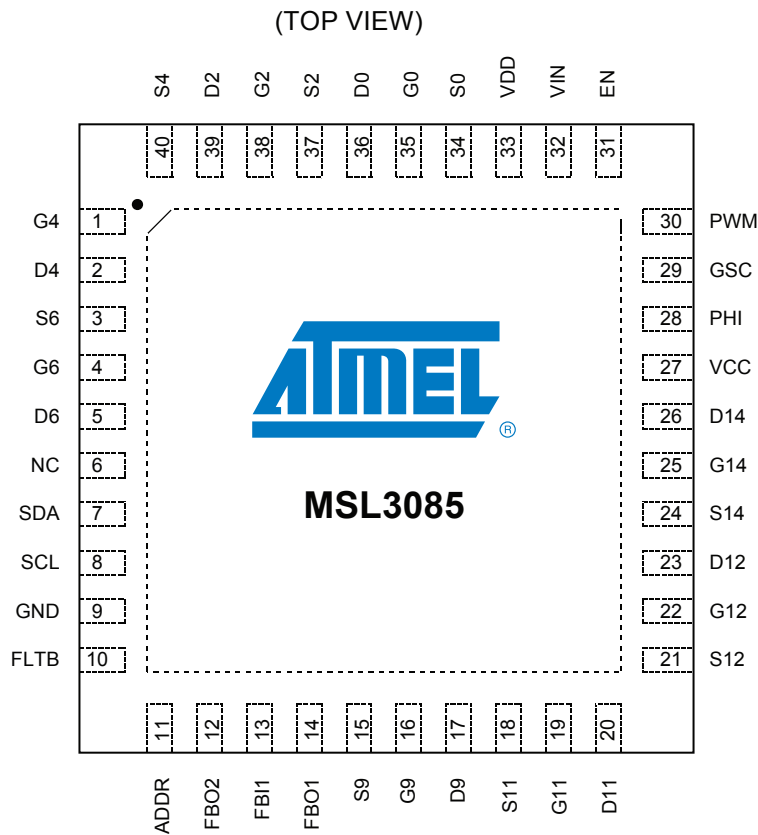 (TOP VIEW)
S4 D2 G2 S2 D0 G0 S0 VDD VIN EN
40 39 38 37 36 35 34 33 32 31
G4 1 30 PWM
D4 2 29 GSC
S6 3 28 PHI
G6 4 27 VCC
D6 5 26 D14
NC 6 25 G14
SDA 7 24 S14
SCL 8 23 D12
GND 9 22 G12
FLTB 10 21 S12
ATMEL ®
MSL3085
11 12 13 14 15 16 17 18 19 20
ADDR FBO2 FBI1 FBO1 S9 G9 D9 S11 G11 D11